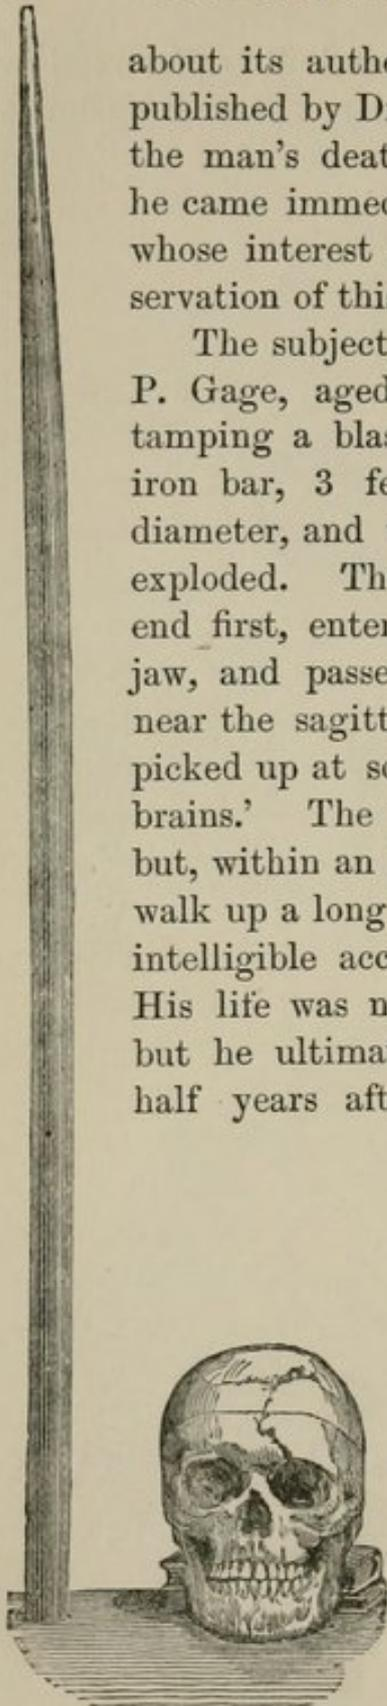 about its auth
published by D
the man's deat
he came immed
whose interest
servation of thi
The subject
P. Gage, aged
tamping a blas
iron bar, 3 fe
diameter, and
exploded. Th
end first, enter
jaw, and passe
near the sagitt
picked up at so
brains.' The
but, within an
walk up a long
intelligible acc
His life was n
but he ultima
half years aft